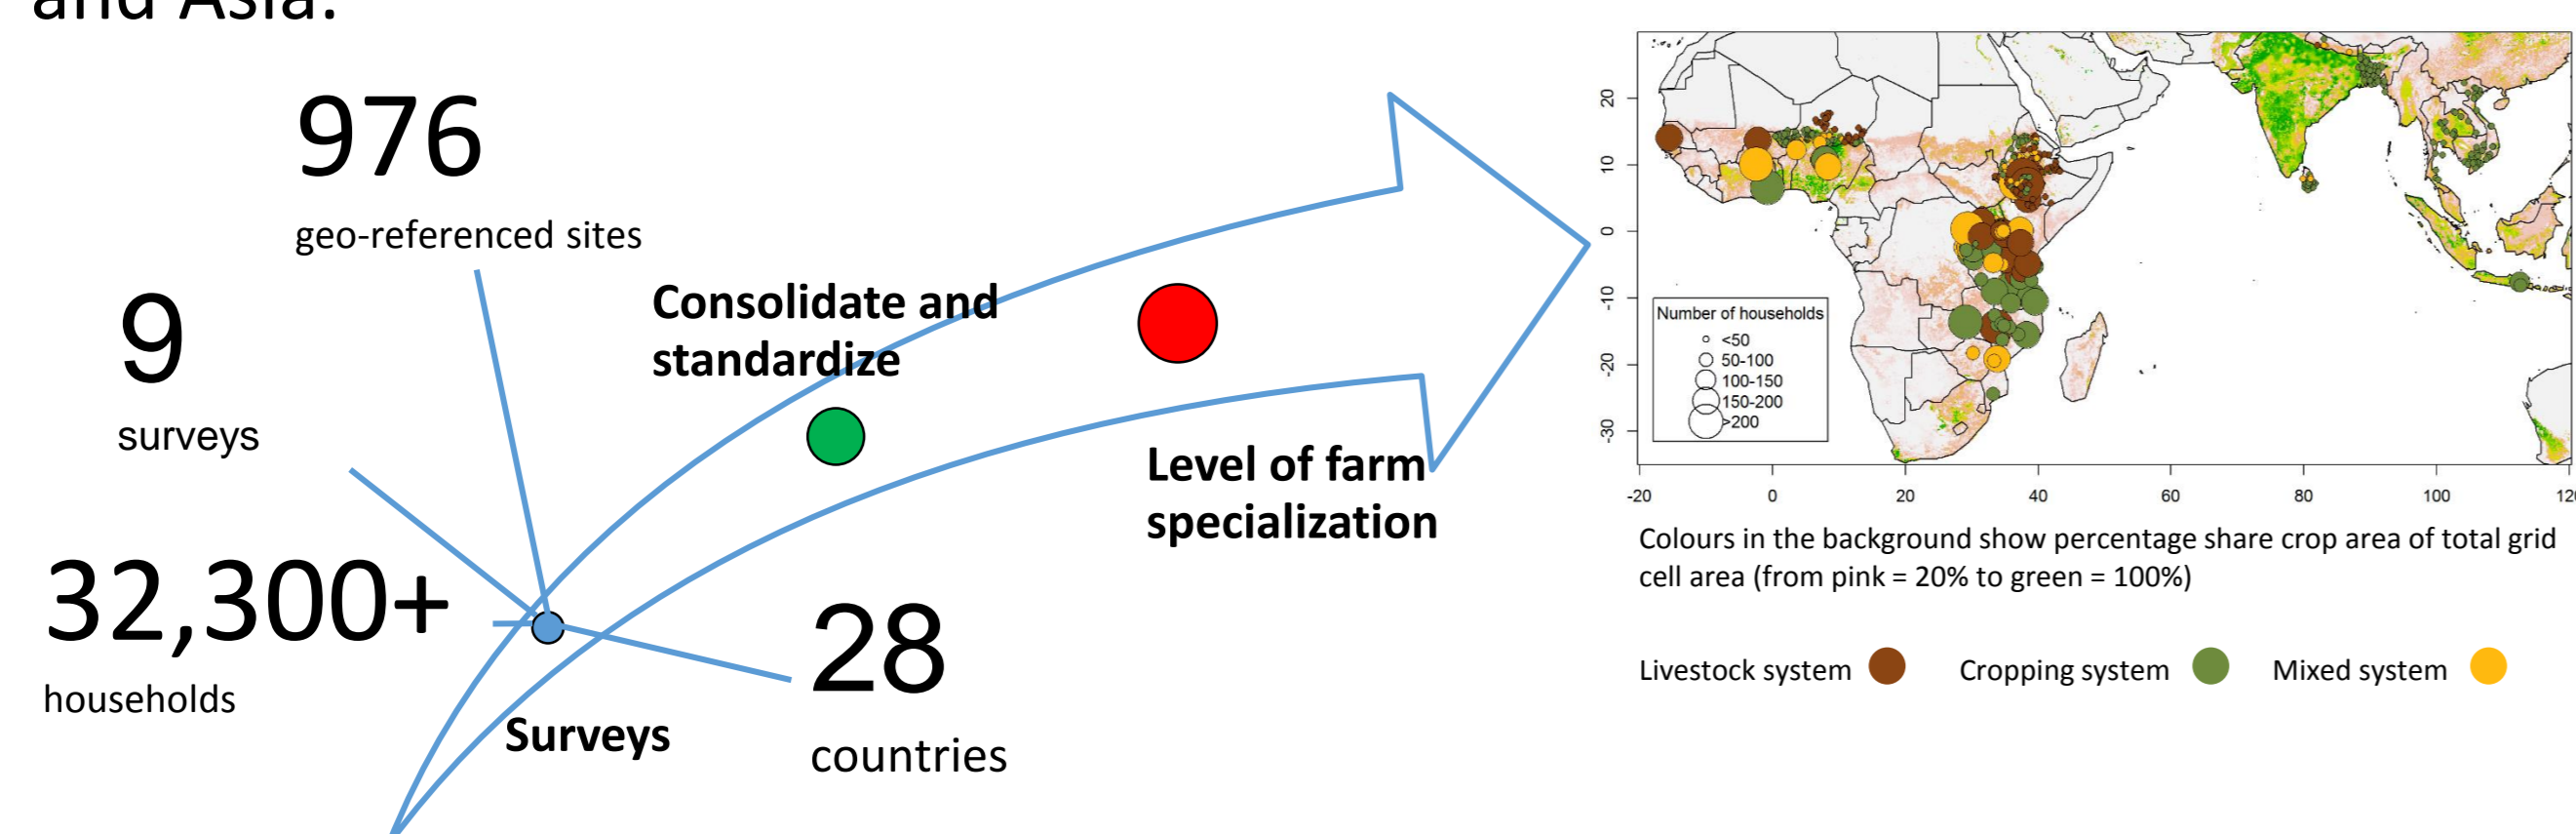 and Asia.
976
geo-referenced sites
9
surveys
32,300+
households
Surveys
28
countries
Consolidate and
standardize
Level of farm
specialization
20
10
0
-10
-20
-30
Number of households
<50
50-100
100-150
150-200
>200
-20
0
20
40
60
80
100
Colours in the background show percentage share crop area of total grid
cell area (from pink = 20% to green = 100%)
Livestock system
Cropping system
Mixed system